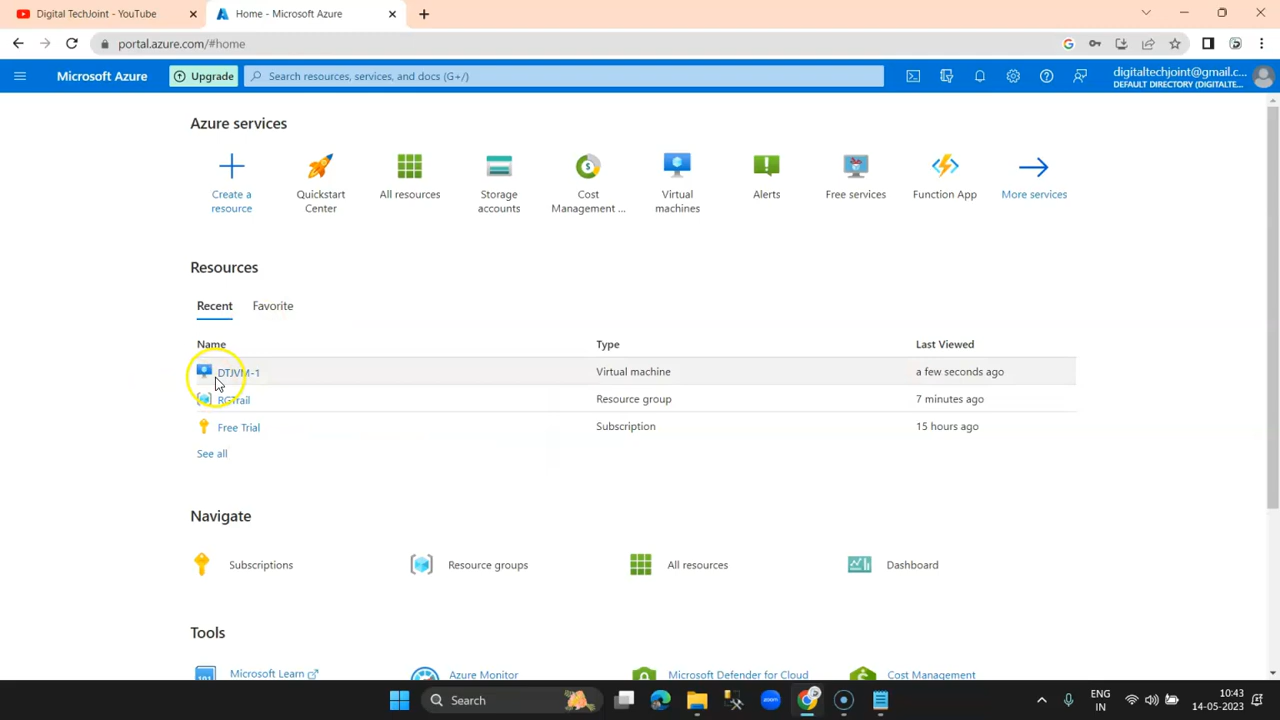 Digital TechJoint - YouTube
Home - Microsoft Azure
portal.azure.com/#home
Microsoft Azure
Upgrade
Search resources, services, and docs (G+/)
digitaltechjoint@gmail.c...
DEFAULT DIRECTORY (DIGITALTE...
Azure services
Create a resource
Quickstart Center
All resources
Storage accounts
Cost Management ...
Virtual machines
Alerts
Free services
Function App
More services
Resources
Recent
Favorite
Name
Type
Last Viewed
DTJVM-1
Virtual machine
a few seconds ago
RGTrail
Resource group
7 minutes ago
Free Trial
Subscription
15 hours ago
See all
Navigate
Subscriptions
Resource groups
All resources
Dashboard
Tools
Microsoft Learn
Azure Monitor
Microsoft Defender for Cloud
Cost Management
Search
zoom
ENG
IN
10:43
14-05-2023